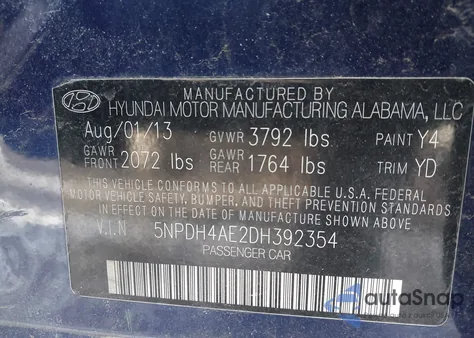 MANUFACTURED BY
HYUNDAI MOTOR MANUFACTURING ALABAMA, LLC
Aug/01/13 GVWR 3792 lbs PAINT Y4
GAWR FRONT 2072 lbs GAWR REAR 1764 lbs TRIM YD
THIS VEHICLE CONFORMS TO ALL APPLICABLE U.S.A. FEDERAL
MOTOR VEHICLE SAFETY, BUMPER, AND THEFT PREVENTION STANDARDS
IN EFFECT ON THE DATE OF MANUFACTURE SHOWN ABOVE.
V.I.N 5NPDH4AE2DH392354
PASSENGER CAR
autoSnap